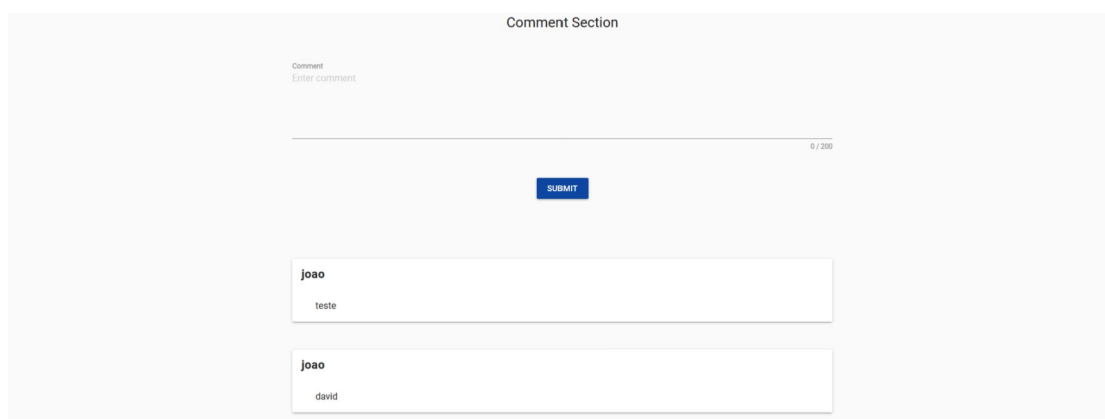 Comment Section
Comment
Enter comment
0 / 200
SUBMIT
joao
teste
joao
david